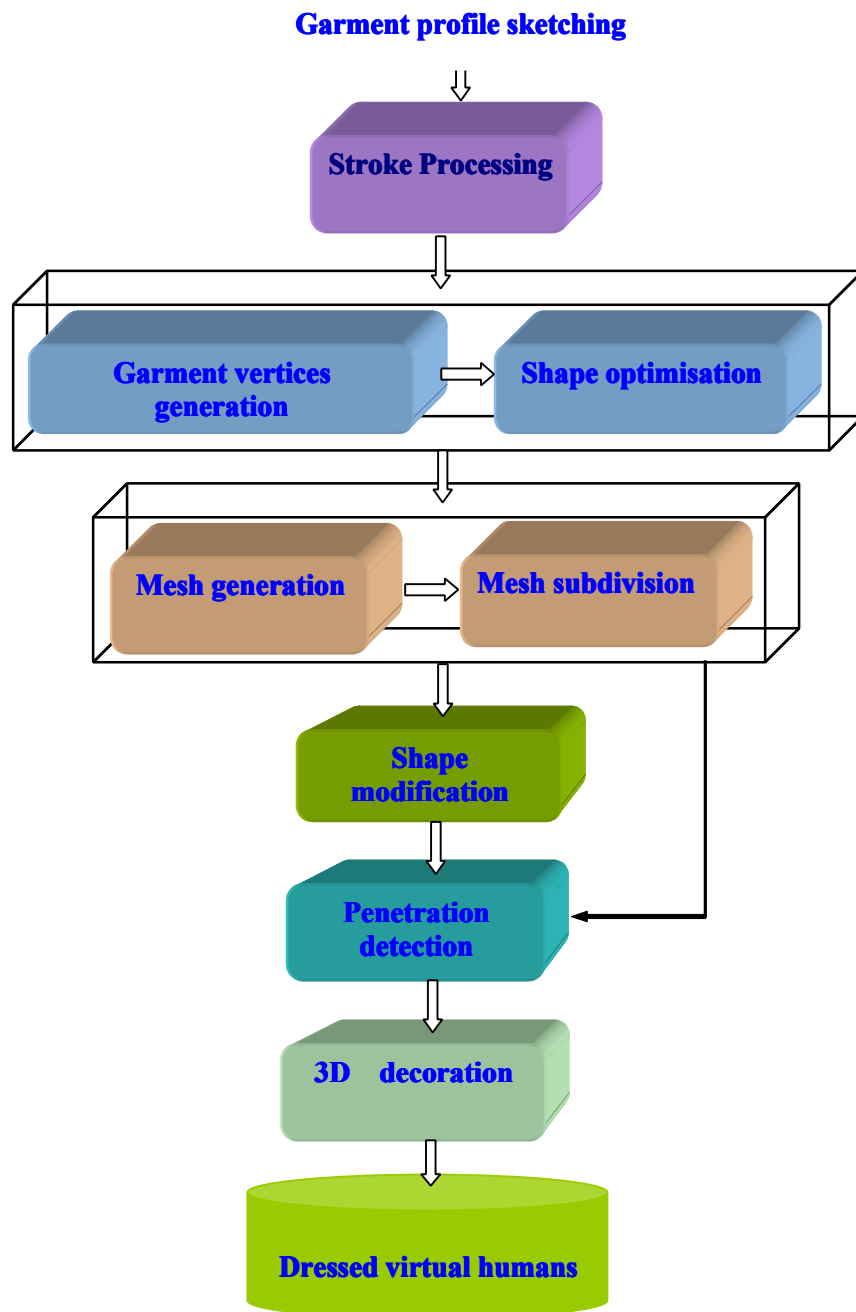 Garment profile sketching
Stroke Processing
Garment vertices
generation
Shape optimisation
Mesh generation
Mesh subdivision
Shape
modification
Penetration
detection
3D decoration
Dressed virtual humans